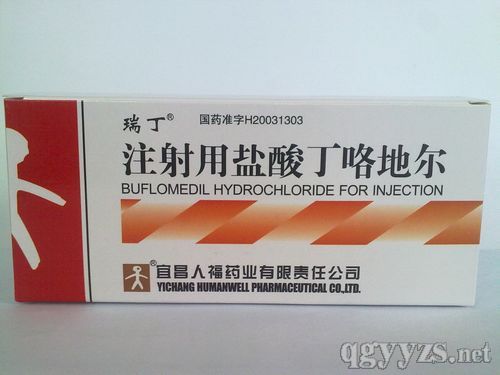 瑞丁®
国药准字H20031303
注射用盐酸丁咯地尔
BUFLOMEDIL HYDROCHLORIDE FOR INJECTION
®宜昌人福药业有限责任公司
YICHANG HUMANWELL PHARMACEUTICAL CO.,LTD.
qgyyzs.net